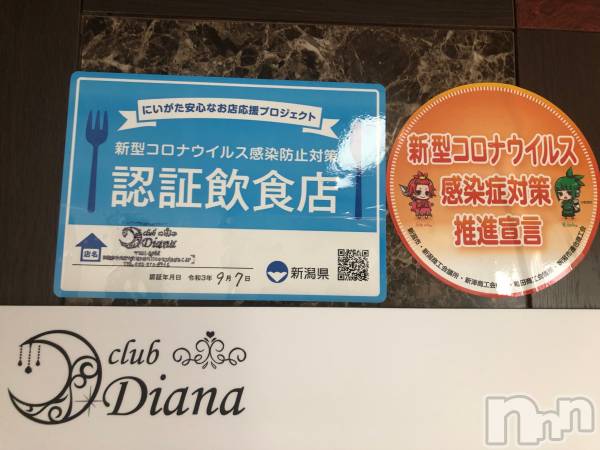 にいがた安心なお店応援プロジェクト
新型コロナウイルス感染防止対策
認証飲食店
店名
club
Diana
認証年月日 令和3年 9月7日
新潟県
新型コロナウイルス
感染症対策
推進宣言
club
Diana
nnn